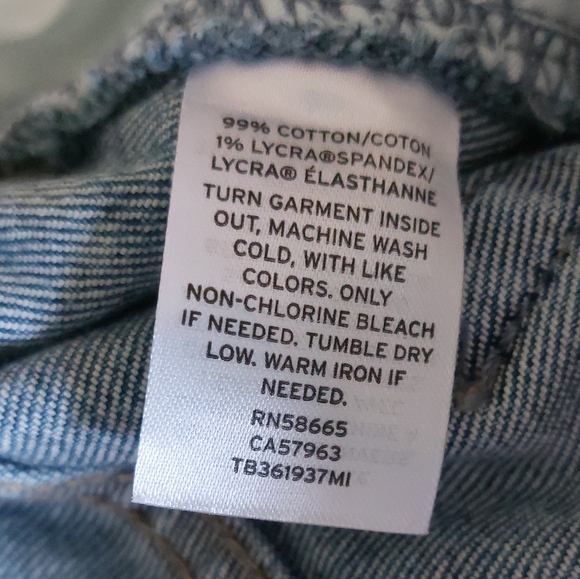 99% COTTON/COTON
1% LYCRA®SPANDEX/
LYCRA® ÉLASTHANNE
TURN GARMENT INSIDE
OUT, MACHINE WASH
COLD, WITH LIKE
COLORS. ONLY
NON-CHLORINE BLEACH
IF NEEDED. TUMBLE DRY
LOW. WARM IRON IF
NEEDED.
RN58665
CA57963
TB361937MI